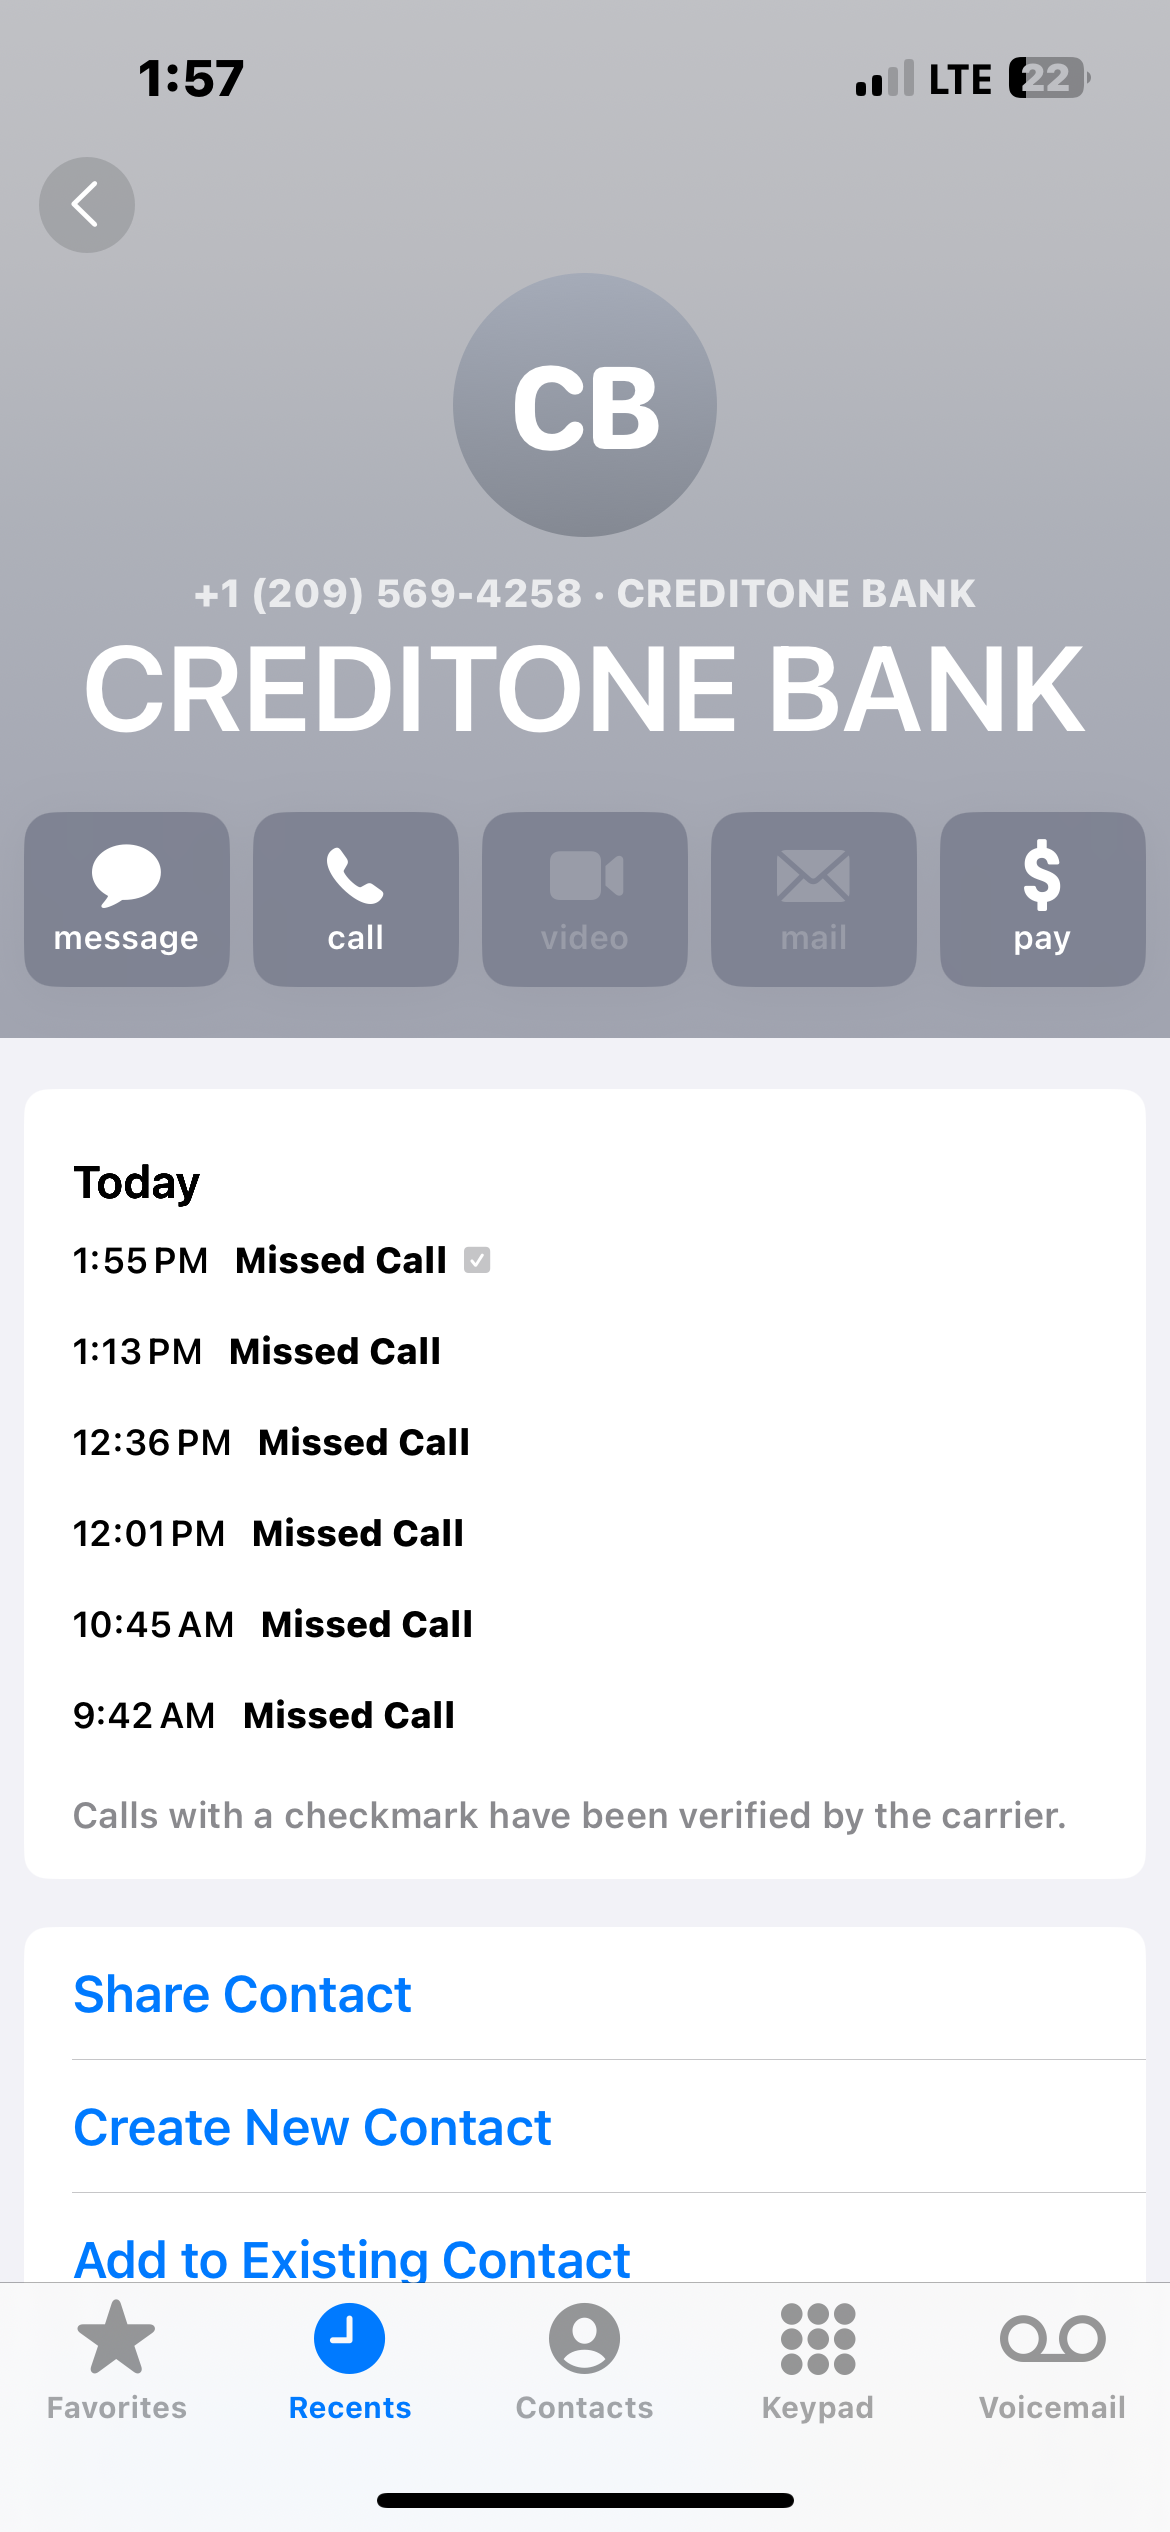 1:57
LTE 22
CB
+1 (209) 569-4258 · CREDITONE BANK
CREDITONE BANK
message call video mail pay
Today
1:55 PM Missed Call
1:13 PM Missed Call
12:36 PM Missed Call
12:01 PM Missed Call
10:45 AM Missed Call
9:42 AM Missed Call
Calls with a checkmark have been verified by the carrier.
Share Contact
Create New Contact
Add to Existing Contact
Favorites Recents Contacts Keypad Voicemail